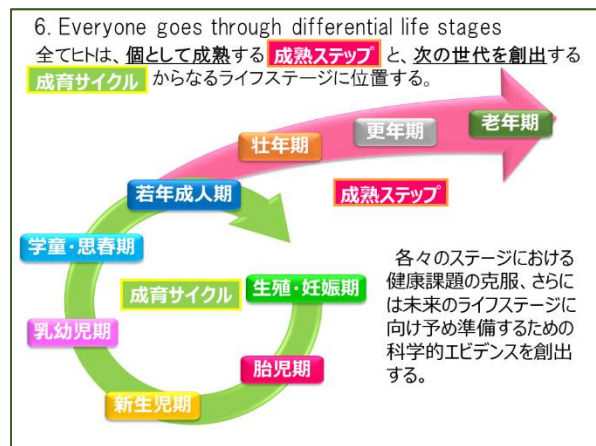 6. Everyone goes through differential life stages
全てヒトは、個として成熟する 成熟ステップ と、次の世代を創出する
成育サイクル からなるライフステージに位置する。
老年期
更年期
壮年期
若年成人期
成熟ステップ
学童・思春期
成育サイクル
生殖・妊娠期
乳幼児期
胎児期
新生児期
各々のステージにおける
健康課題の克服、さらに
は未来のライフステージに
向け予め準備するための
科学的エビデンスを創出
する。